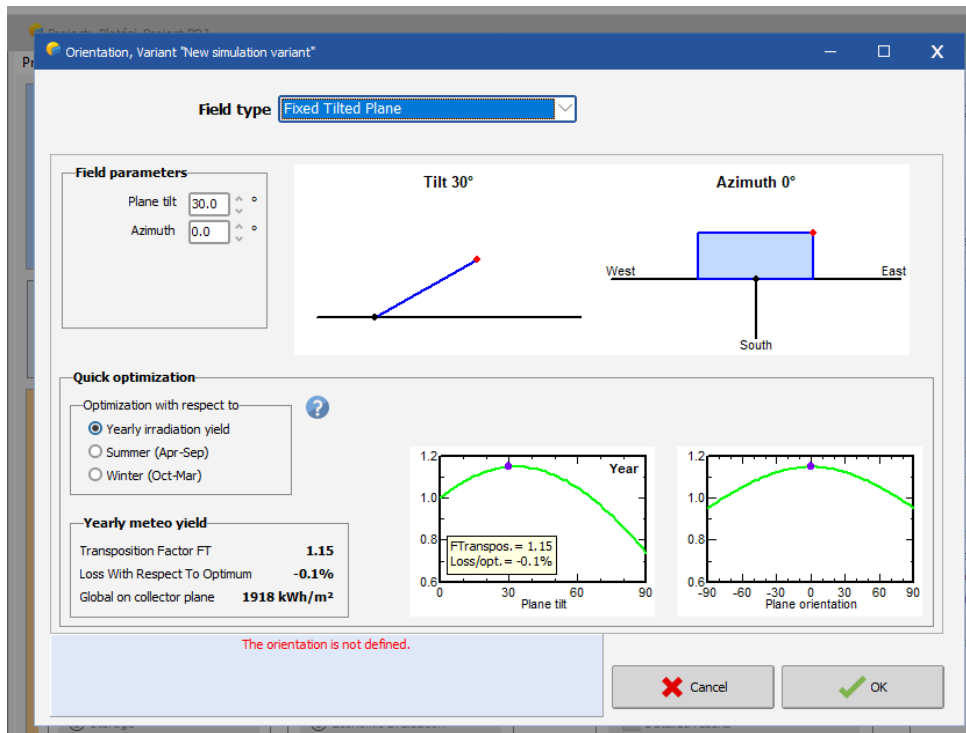 Orientation, Variant "New simulation variant"
Field type Fixed Tilted Plane
Field parameters
Plane tilt 30.0 °
Azimuth 0.0 °
Tilt 30°
Azimuth 0°
West East
South
Quick optimization
Optimization with respect to
Yearly irradiation yield
Summer (Apr-Sep)
Winter (Oct-Mar)
?
Yearly meteo yield
Transposition Factor FT 1.15
Loss With Respect To Optimum -0.1%
Global on collector plane 1918 kWh/m²
Year
1.2
1.0
0.8
0.6
FTranspos. = 1.15
Loss/opt. = -0.1%
0 30 60 90
Plane tilt
1.2
1.0
0.8
0.6
-90 -60 -30 0 30 60 90
Plane orientation
The orientation is not defined.
Cancel
OK